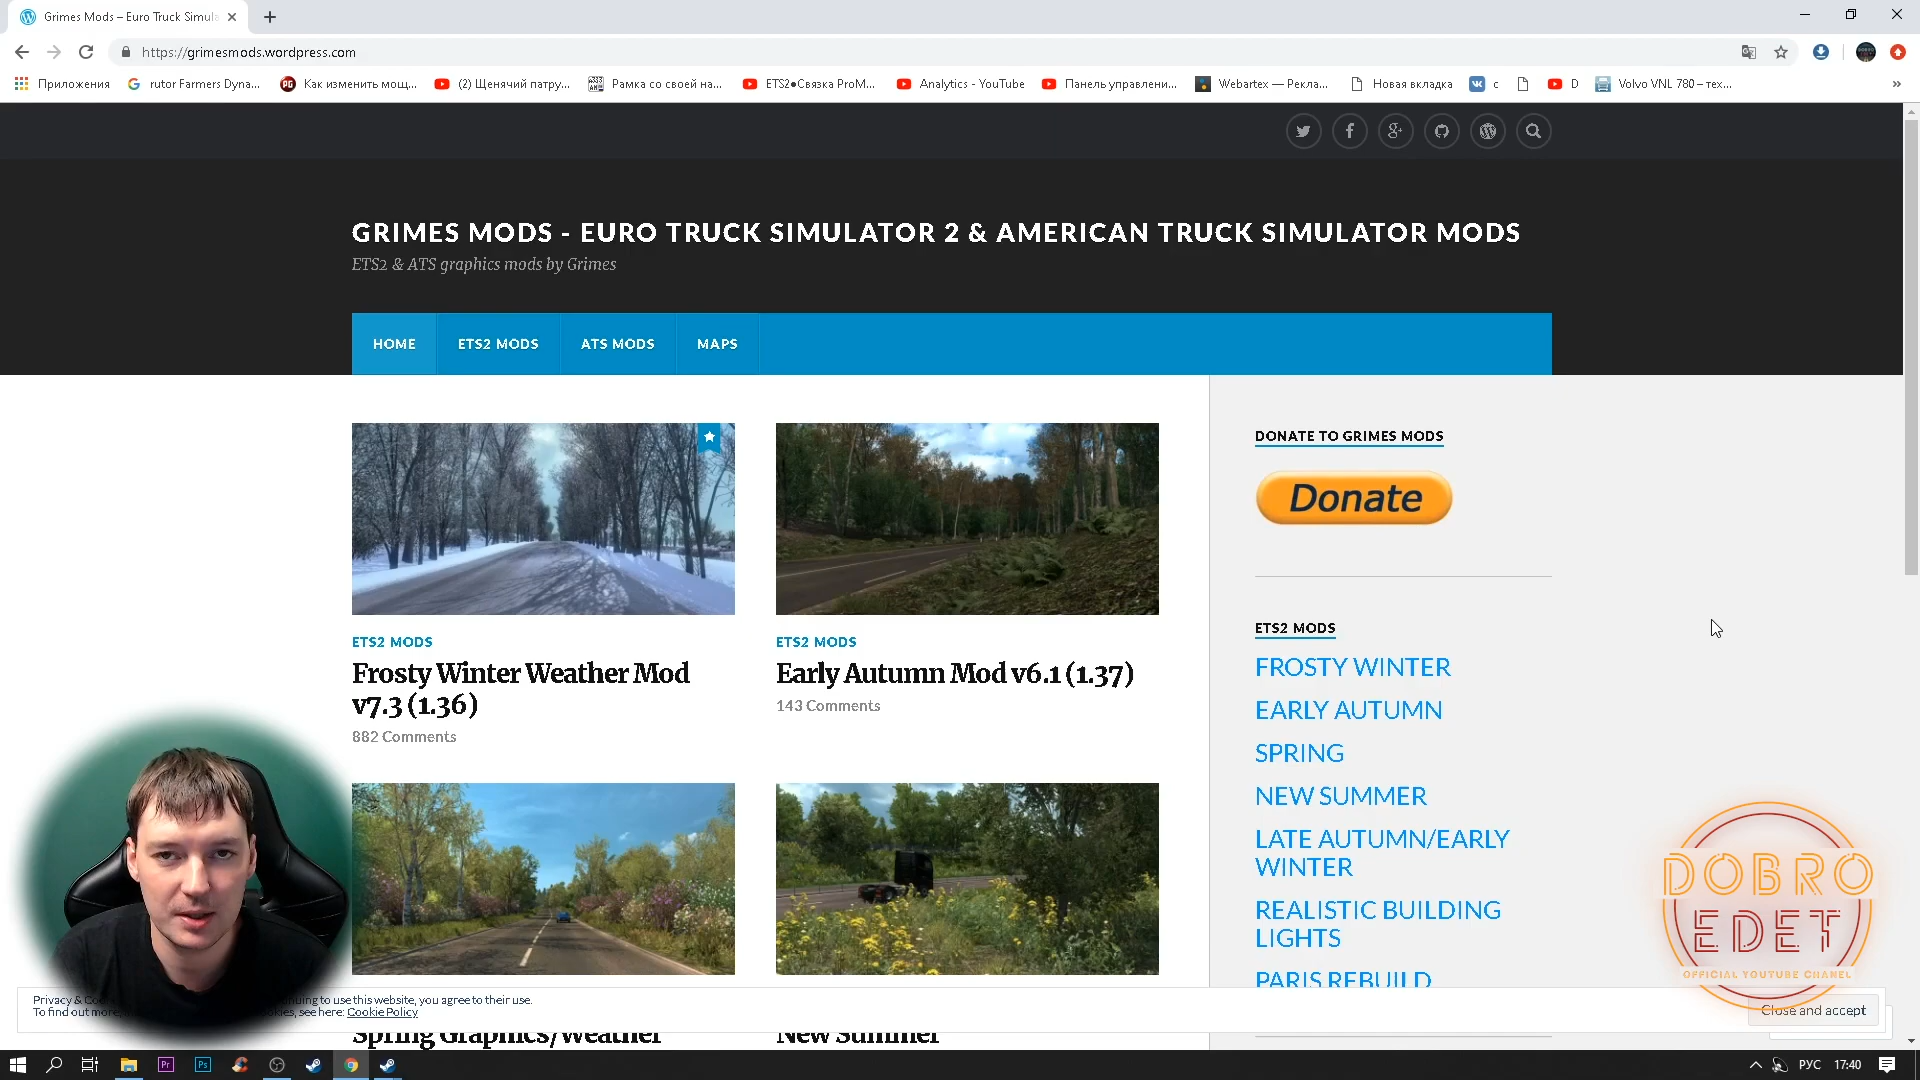 Grimes Mods – Euro Truck Simula
https://grimesmods.wordpress.com
Приложения
rutor Farmers Dyna...
Как изменить мощ...
(2) Щенячий патру...
Рамка со своей на...
ETS2●Связка ProM...
Analytics - YouTube
Панель управлени...
Webartex — Рекла...
Новая вкладка
с
D
Volvo VNL 780 – тех...
»
GRIMES MODS - EURO TRUCK SIMULATOR 2 & AMERICAN TRUCK SIMULATOR MODS
ETS2 & ATS graphics mods by Grimes
HOME
ETS2 MODS
ATS MODS
MAPS
ETS2 MODS
Frosty Winter Weather Mod
v7.3 (1.36)
882 Comments
ETS2 MODS
Early Autumn Mod v6.1 (1.37)
143 Comments
Spring Graphics/Weather
New Summer
DONATE TO GRIMES MODS
Donate
ETS2 MODS
FROSTY WINTER
EARLY AUTUMN
SPRING
NEW SUMMER
LATE AUTUMN/EARLY
WINTER
REALISTIC BUILDING
LIGHTS
PARIS REBUILD
DOBRO
EDET
OFFICIAL YOUTUBE CHANEL
Privacy & Co
nuing to use this website, you agree to their use.
To find out more,
kies, see here: Cookie Policy
Close and accept
Pr
Ps
РУС
17:40